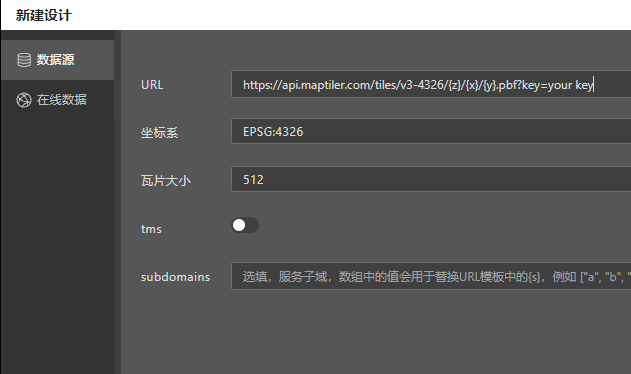 新建设计
数据源
在线数据
URL
https://api.maptiler.com/tiles/v3-4326/{z}/{x}/{y}.pbf?key=your key
坐标系
EPSG:4326
瓦片大小
512
tms
subdomains
选填，服务子域，数组中的值会用于替换URL模板中的{s}，例如 ["a", "b", "